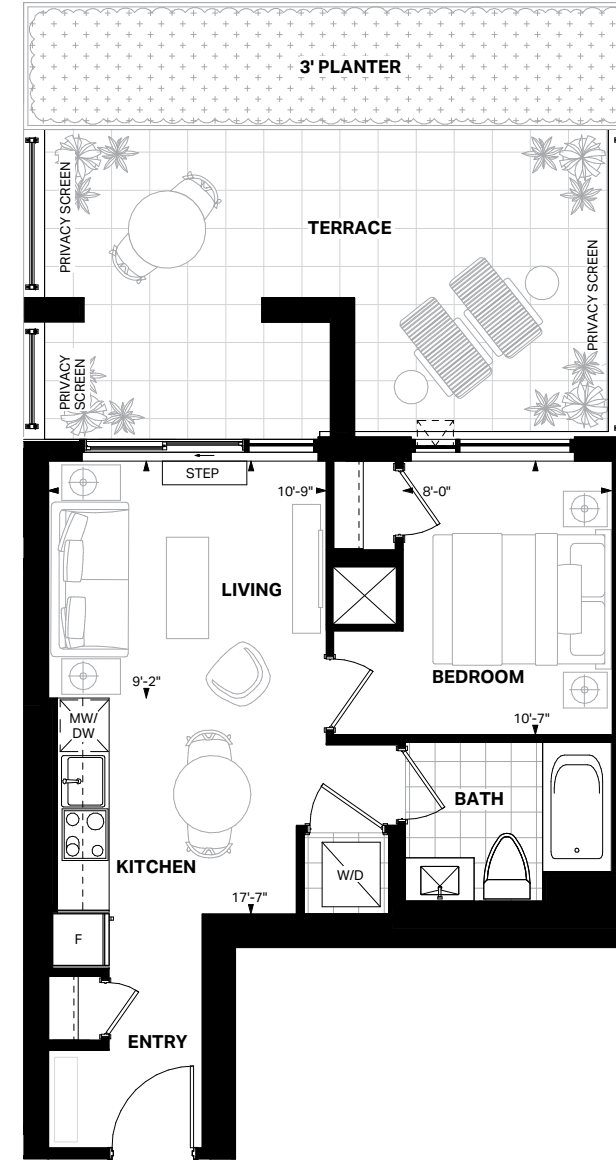 3' PLANTER
PRIVACY SCREEN
TERRACE
PRIVACY SCREEN
PRIVACY
SCREEN
STEP
10'-9"
8'-0"
LIVING
9'-2"
BEDROOM
10'-7"
MW/
DW
BATH
KITCHEN
W/D
17'-7"
F
ENTRY